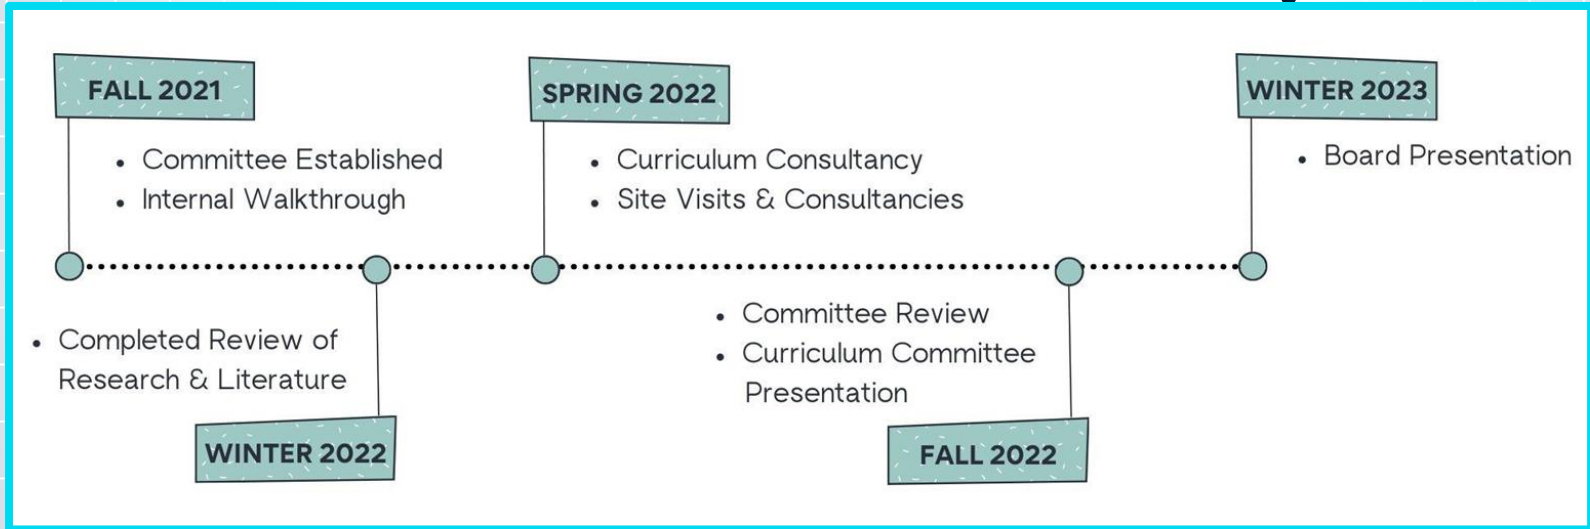 FALL 2021
• Committee Established
• Internal Walkthrough
• Completed Review of
Research & Literature
WINTER 2022
SPRING 2022
• Curriculum Consultancy
• Site Visits & Consultancies
• Committee Review
• Curriculum Committee
Presentation
FALL 2022
WINTER 2023
• Board Presentation